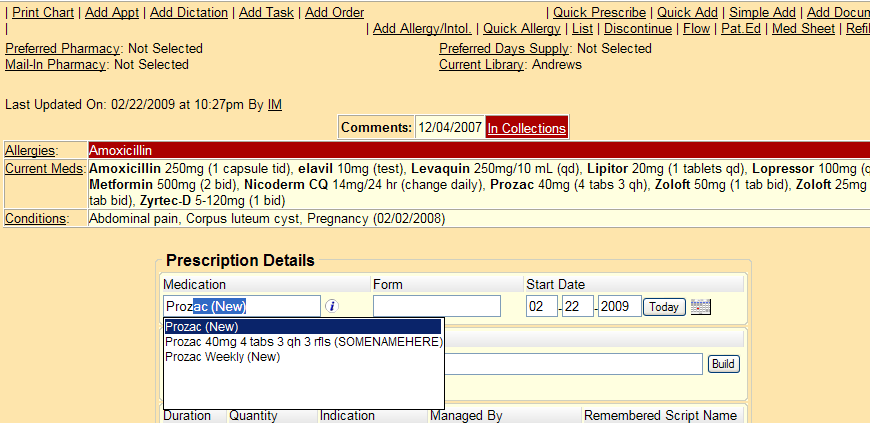 | Print Chart | Add Appt | Add Dictation | Add Task | Add Order | Quick Prescribe | Quick Add | Simple Add | Add Docum
| | Add Allergy/Intol. | Quick Allergy | List | Discontinue | Flow | Pat.Ed | Med Sheet | Refil
Preferred Pharmacy: Not Selected Preferred Days Supply: Not Selected
Mail-In Pharmacy: Not Selected Current Library: Andrews
Last Updated On: 02/22/2009 at 10:27pm By IM
Comments: 12/04/2007 In Collections
Allergies: Amoxicillin
Current Meds: Amoxicillin 250mg (1 capsule tid), elavil 10mg (test), Levaquin 250mg/10 mL (qd), Lipitor 20mg (1 tablets qd), Lopressor 100mg (
Metformin 500mg (2 bid), Nicoderm CQ 14mg/24 hr (change daily), Prozac 40mg (4 tabs 3 qh), Zoloft 50mg (1 tab bid), Zoloft 25mg
tab bid), Zyrtec-D 5-120mg (1 bid)
Conditions: Abdominal pain, Corpus luteum cyst, Pregnancy (02/02/2008)
Prescription Details
Medication Form Start Date
Prozac (New) i 02 - 22 - 2009 Today
Prozac (New)
Prozac 40mg 4 tabs 3 qh 3 rfls (SOMENAMEHERE)
Prozac Weekly (New)
Build
Duration Quantity Indication Managed By Remembered Script Name